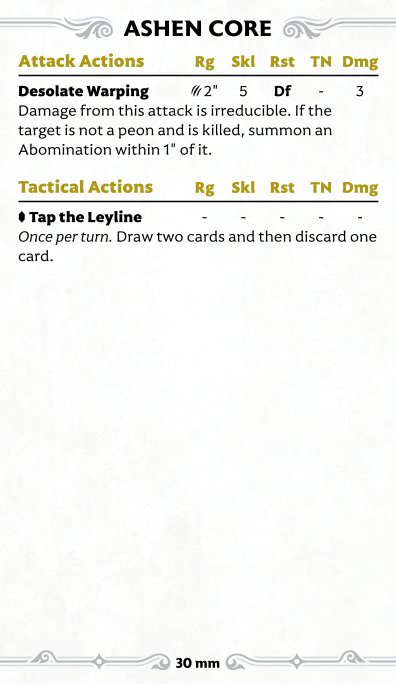 ASHEN CORE
Attack Actions Rg Skl Rst TN Dmg
Desolate Warping 2" 5 Df - 3
Damage from this attack is irreducible. If the
target is not a peon and is killed, summon an
Abomination within 1" of it.
Tactical Actions Rg Skl Rst TN Dmg
Tap the Leyline - - - - -
Once per turn. Draw two cards and then discard one
card.
30 mm